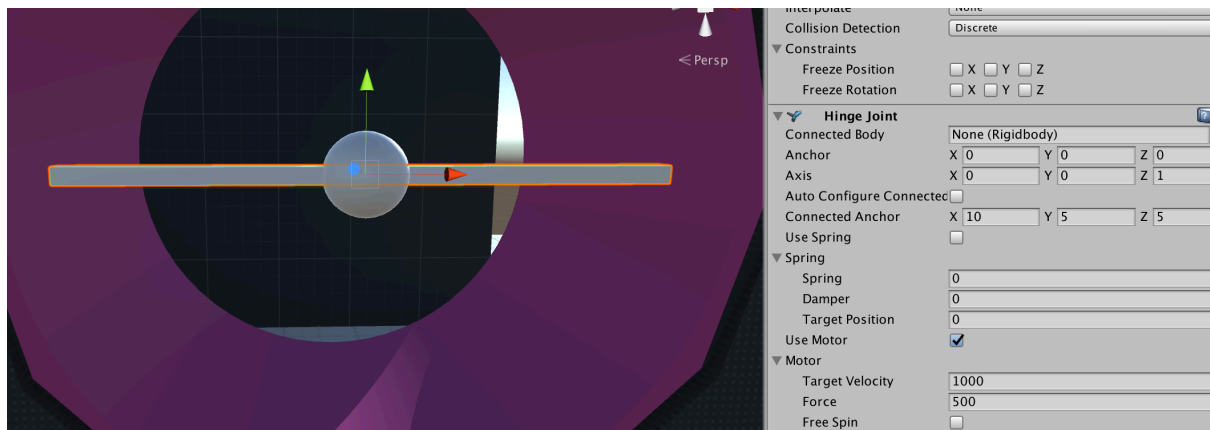 Persp
Interpolate None
Collision Detection Discrete
Constraints
Freeze Position X Y Z
Freeze Rotation X Y Z
Hinge Joint
Connected Body None (Rigidbody)
Anchor X 0 Y 0 Z 0
Axis X 0 Y 0 Z 1
Auto Configure Connected
Connected Anchor X 10 Y 5 Z 5
Use Spring
Spring
Spring 0
Damper 0
Target Position 0
Use Motor
Motor
Target Velocity 1000
Force 500
Free Spin